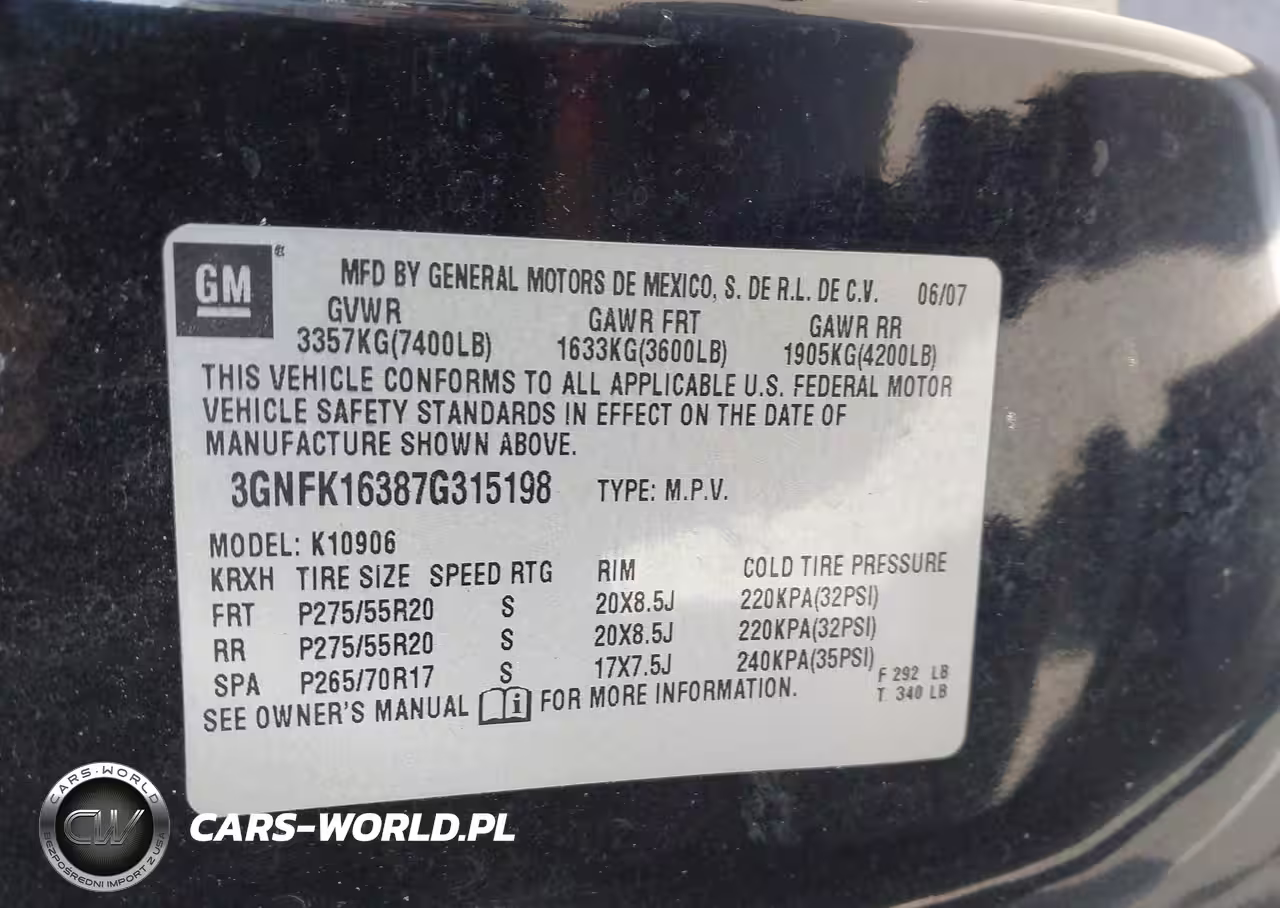 GM®
MFD BY GENERAL MOTORS DE MEXICO, S. DE R.L. DE C.V. 06/07
GVWR GAWR FRT GAWR RR
3357KG(7400LB) 1633KG(3600LB) 1905KG(4200LB)
THIS VEHICLE CONFORMS TO ALL APPLICABLE U.S. FEDERAL MOTOR
VEHICLE SAFETY STANDARDS IN EFFECT ON THE DATE OF
MANUFACTURE SHOWN ABOVE.
3GNFK16387G315198 TYPE: M.P.V.
MODEL: K10906
KRXH TIRE SIZE SPEED RTG RIM COLD TIRE PRESSURE
FRT P275/55R20 S 20X8.5J 220KPA(32PSI)
RR P275/55R20 S 20X8.5J 220KPA(32PSI)
SPA P265/70R17 S 17X7.5J 240KPA(35PSI)
F 292 LB
T 340 LB
SEE OWNER'S MANUAL i FOR MORE INFORMATION.
CARS-WORLD
CW
BEZPOŚREDNI IMPORT Z USA
CARS-WORLD.PL